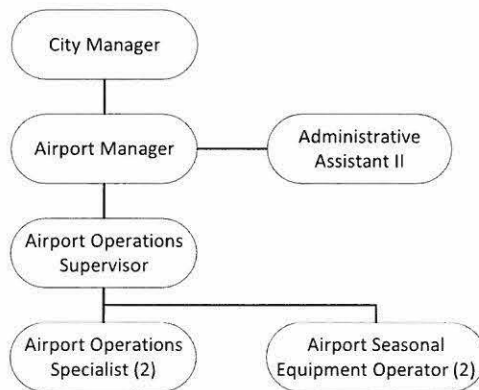 City Manager
Airport Manager
Administrative
Assistant II
Airport Operations
Supervisor
Airport Operations
Specialist (2)
Airport Seasonal
Equipment Operator (2)